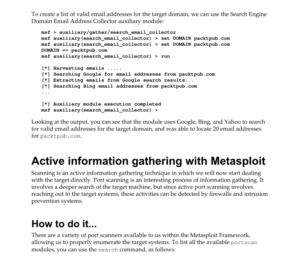 To create a list of valid email addresses for the target domain, we can use the Search Engine
Domain Email Address Collector auxiliary module:
msf > auxiliary/gather/search_email_collector
msf auxiliary(search_email_collector) > set DOMAIN packtpub.com
msf auxiliary(search_email_collector) > set DOMAIN packtpub.com
DOMAIN => packtpub.com
msf auxiliary(search_email_collector) > run
[*] Harvesting emails .....
[*] Searching Google for email addresses from packtpub.com
[*] Extracting emails from Google search results...
[*] Searching Bing email addresses from packtpub.com
...
[*] Auxiliary module execution completed
msf auxiliary(search_email_collector) >
Looking at the output, you can see that the module uses Google, Bing, and Yahoo to search
for valid email addresses for the target domain, and was able to locate 20 email addresses
for packtpub.com.
Active information gathering with Metasploit
Scanning is an active information gathering technique in which we will now start dealing
with the target directly. Port scanning is an interesting process of information gathering. It
involves a deeper search of the target machine, but since active port scanning involves
reaching out to the target systems, these activities can be detected by firewalls and intrusion
prevention systems.
How to do it...
There are a variety of port scanners available to us within the Metasploit Framework,
allowing us to properly enumerate the target systems. To list all the available portscan
modules, you can use the search command, as follows: